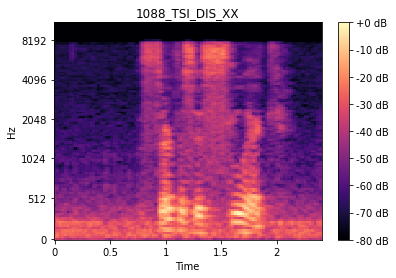 1088_TSI_DIS_XX
8192
4096
2048
1024
512
0
Hz
0
0.5
1
1.5
2
Time
+0 dB
-10 dB
-20 dB
-30 dB
-40 dB
-50 dB
-60 dB
-70 dB
-80 dB